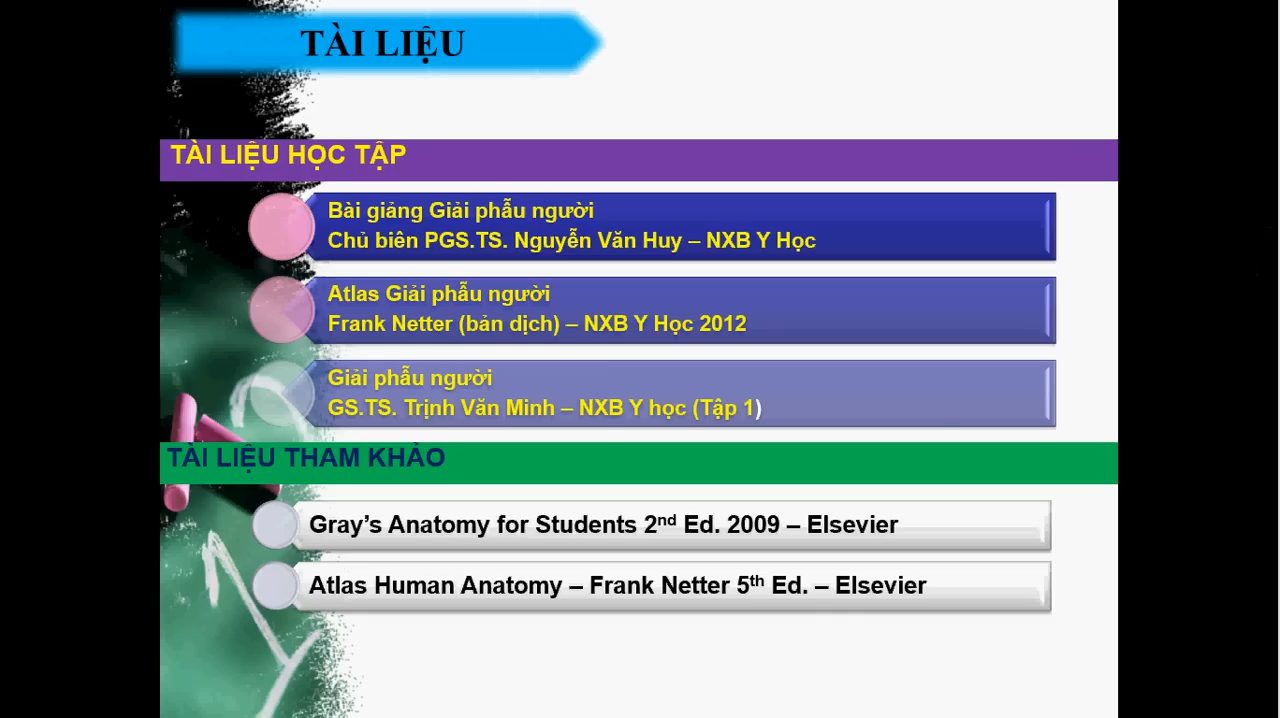 TÀI LIỆU
TÀI LIỆU HỌC TẬP
Bài giảng Giải phẫu người
Chủ biên PGS.TS. Nguyễn Văn Huy – NXB Y Học
Atlas Giải phẫu người
Frank Netter (bản dịch) – NXB Y Học 2012
Giải phẫu người
GS.TS. Trịnh Văn Minh – NXB Y học (Tập 1)
TÀI LIỆU THAM KHẢO
Gray’s Anatomy for Students 2nd Ed. 2009 – Elsevier
Atlas Human Anatomy – Frank Netter 5th Ed. – Elsevier